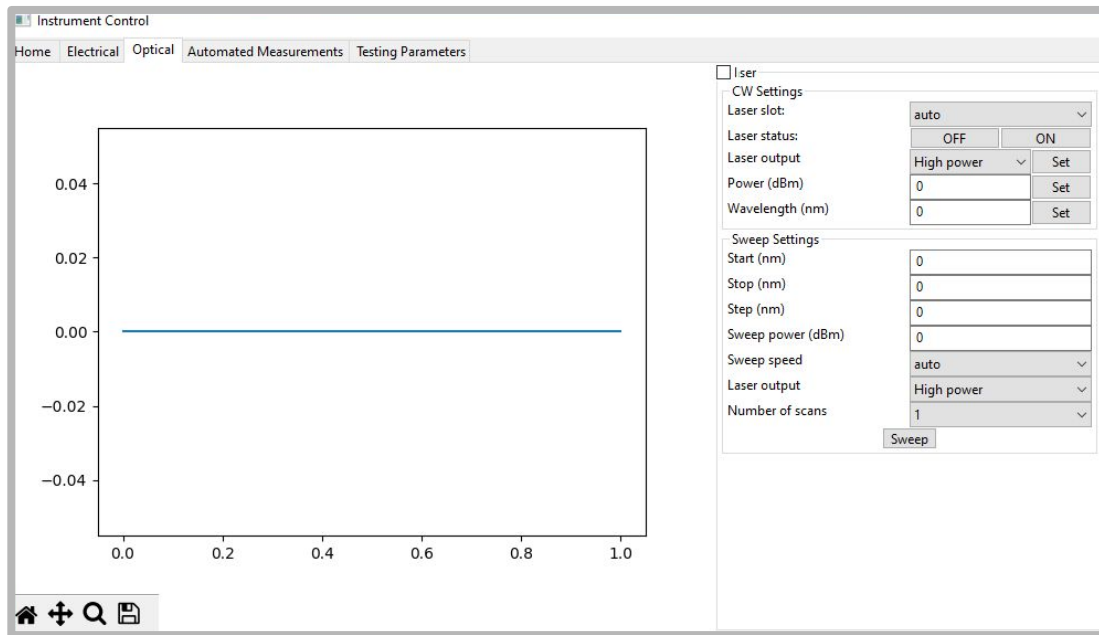 Instrument Control
Home Electrical Optical Automated Measurements Testing Parameters
0.04
0.02
0.00
−0.02
−0.04
0.0 0.2 0.4 0.6 0.8 1.0
CW Settings
Laser slot: auto
Laser status: OFF ON
Laser output High power Set
Power (dBm) 0 Set
Wavelength (nm) 0 Set
Sweep Settings
Start (nm) 0
Stop (nm) 0
Step (nm) 0
Sweep power (dBm) 0
Sweep speed auto
Laser output High power
Number of scans 1
Sweep